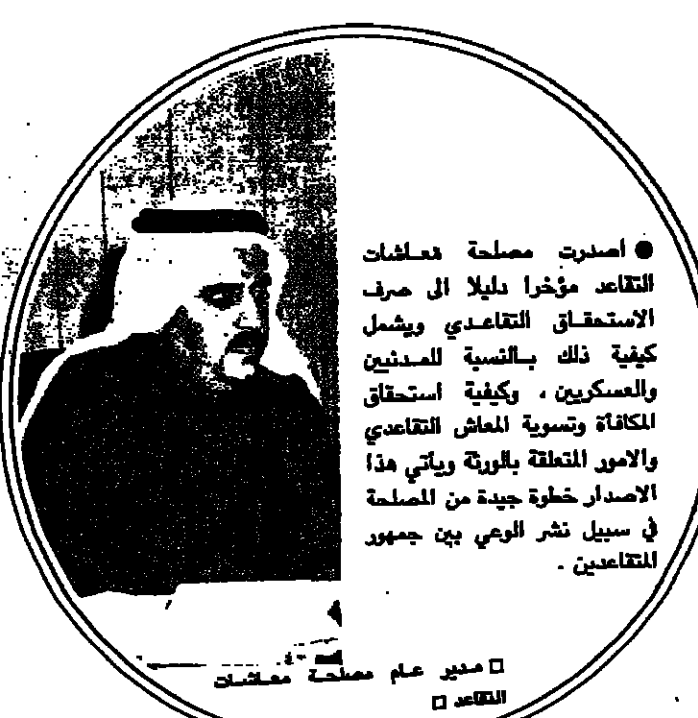 ● أصدرت مصلحة معاشات
التقاعد مؤخرا دليلا الى صرف
الاستحقاق التقاعدي ويشمل
كيفية ذلك بالنسبة للمدنيين
والعسكريين ، وكيفية استحقاق
المكافأة وتسوية المعاش التقاعدي
والامور المتعلقة بالورثة ويأتي هذا
الاصدار خطوة جيدة من المصلحة
في سبيل نشر الوعي بين جمهور
المتقاعدين .
□ مدير عام مصلحة معاشات
التقاعد □